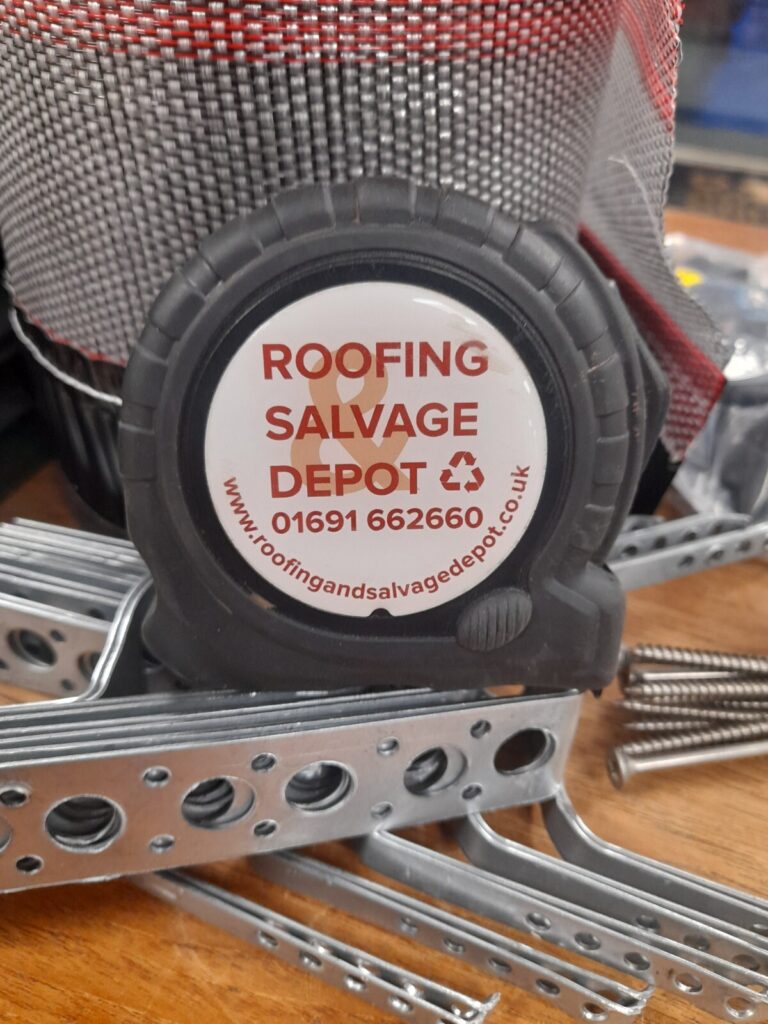 ROOFING
&
SALVAGE
DEPOT
01691 662660
www.roofingandsalvagedepot.co.uk